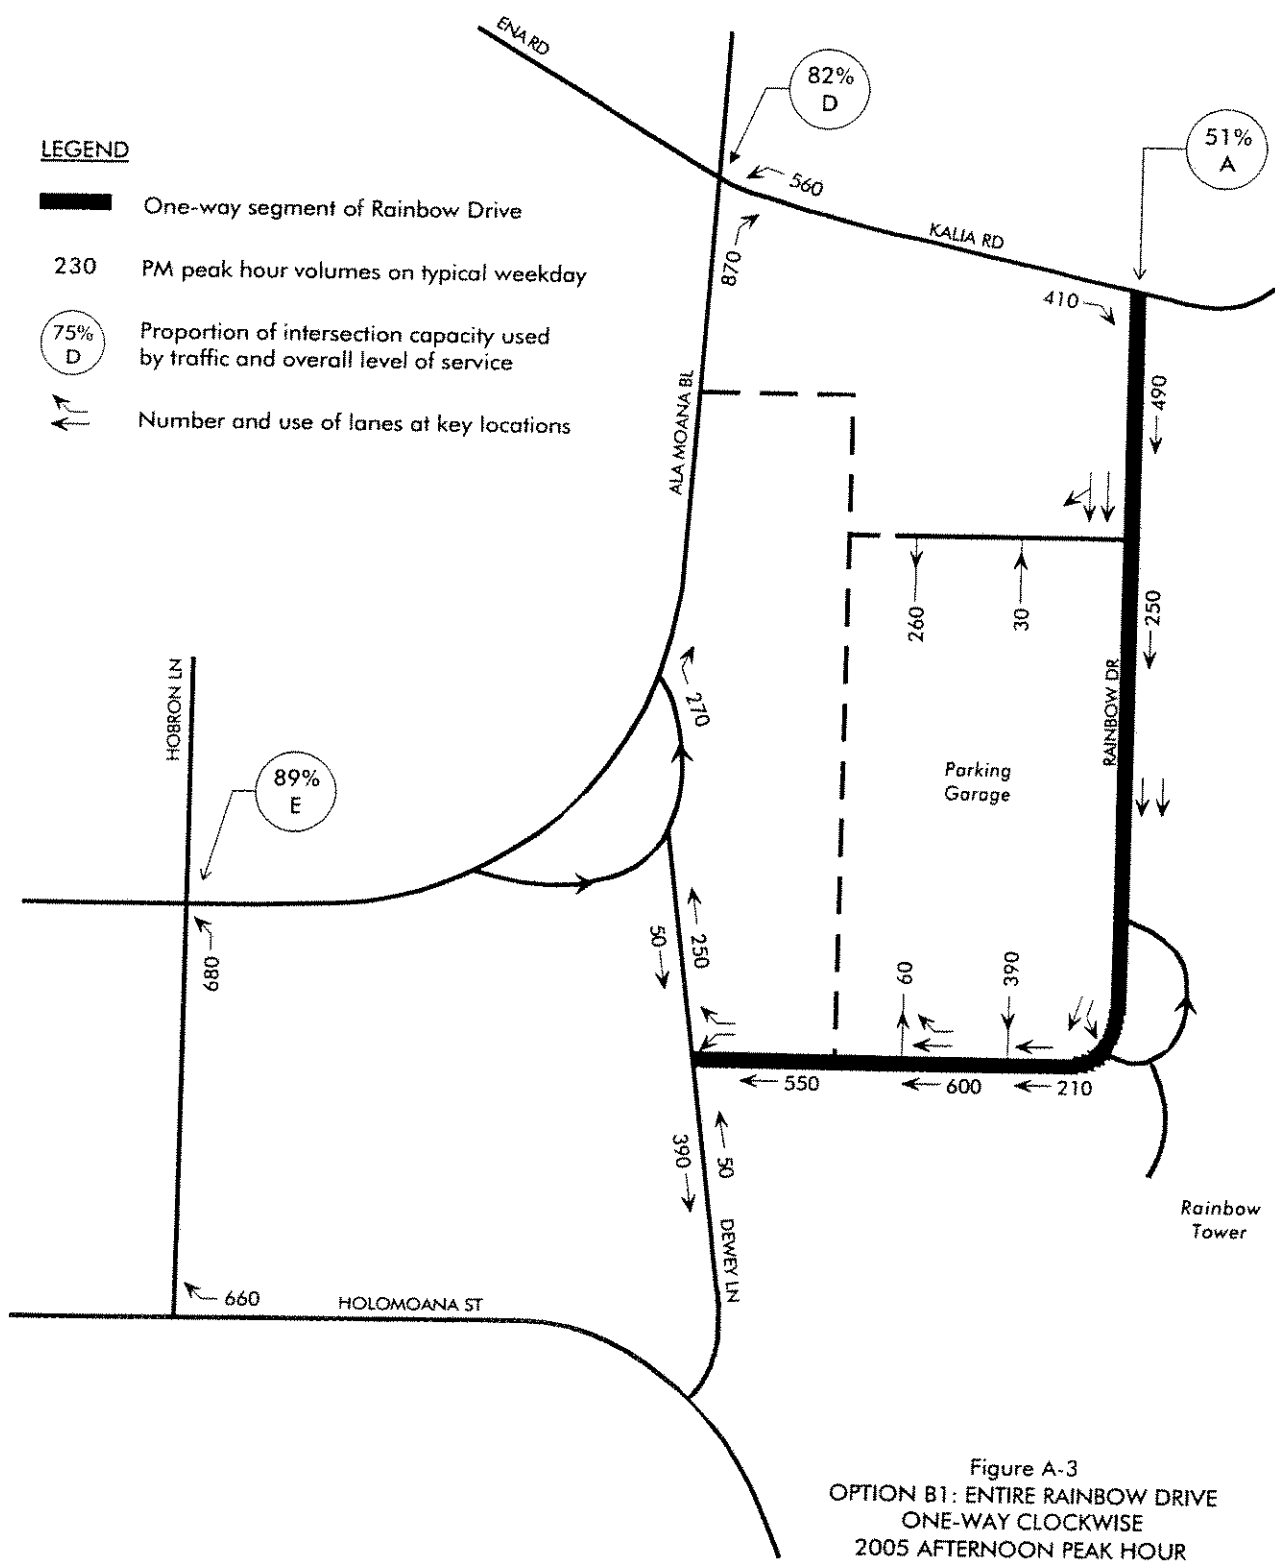 ENA RD
82%
D
51%
A
LEGEND
One-way segment of Rainbow Drive
560
KALIA RD
230 PM peak hour volumes on typical weekday
870
410
75%
D
Proportion of intersection capacity used
by traffic and overall level of service
490
ALA MOANA BL
Number and use of lanes at key locations
260
30
250
HOBRON LN
RAINBOW DR
270
89%
E
Parking
Garage
680
50
250
60
390
550
600
210
390
50
Rainbow
Tower
DEWEY LN
660
HOLOMOANA ST
Figure A-3
OPTION B1: ENTIRE RAINBOW DRIVE
ONE-WAY CLOCKWISE
2005 AFTERNOON PEAK HOUR